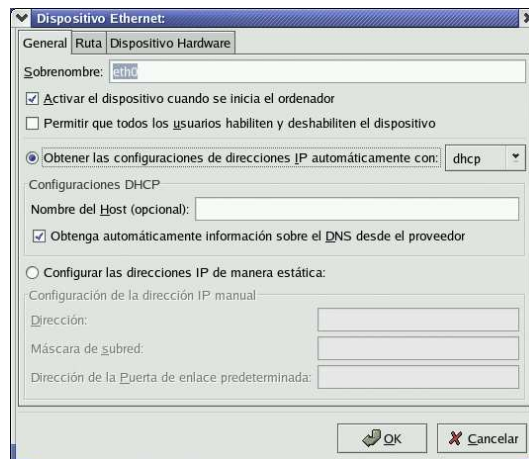 Dispositivo Ethernet:
General Ruta Dispositivo Hardware
Sobrenombre: eth0
Activar el dispositivo cuando se inicia el ordenador
Permitir que todos los usuarios habiliten y deshabiliten el dispositivo
Obtener las configuraciones de direcciones IP automáticamente con: dhcp
Configuraciones DHCP
Nombre del Host (opcional):
Obtenga automáticamente información sobre el DNS desde el proveedor
Configurar las direcciones IP de manera estática:
Configuración de la dirección IP manual
Dirección:
Máscara de subred:
Dirección de la Puerta de enlace predeterminada:
OK Cancelar